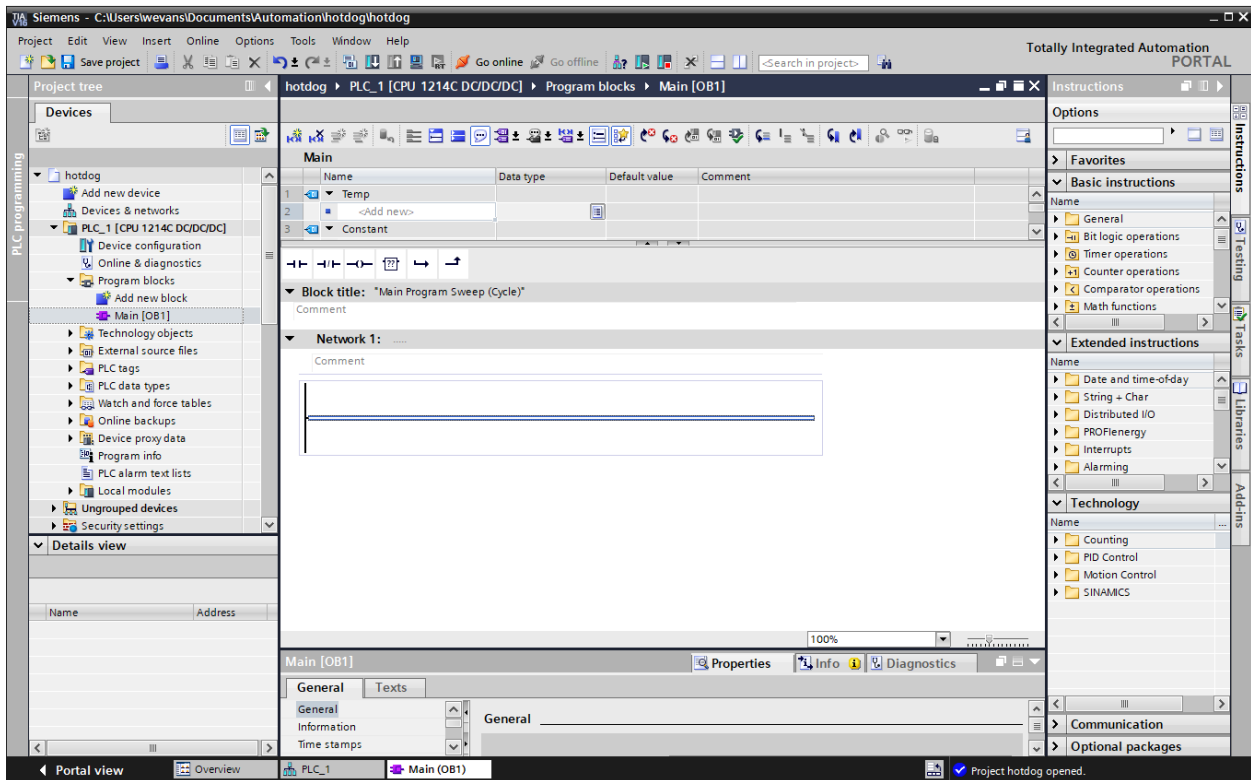 TIA V16 Siemens - C:\Users\wevans\Documents\Automation\hotdog\hotdog
Project Edit View Insert Online Options Tools Window Help
Totally Integrated Automation
PORTAL
Save project Go online Go offline <Search in project>
Project tree
hotdog PLC_1 [CPU 1214C DC/DC/DC] Program blocks Main [OB1]
Instructions
Devices
Options
PLC programming
hotdog
Add new device
Devices & networks
PLC_1 [CPU 1214C DC/DC/DC]
Device configuration
Online & diagnostics
Program blocks
Add new block
Main [OB1]
Technology objects
External source files
PLC tags
PLC data types
Watch and force tables
Online backups
Device proxy data
Program info
PLC alarm text lists
Local modules
Ungrouped devices
Security settings
Details view
Name Address
Main
Name Data type Default value Comment
1 Temp
2 <Add new>
3 Constant
Block title: "Main Program Sweep (Cycle)"
Comment
Network 1: .....
Comment
100%
Main [OB1]
Properties Info Diagnostics
General Texts
General
Information
Time stamps
General
Favorites
Basic instructions
Name
General
Bit logic operations
Timer operations
Counter operations
Comparator operations
Math functions
Extended instructions
Name
Date and time-of-day
String + Char
Distributed I/O
PROFIenergy
Interrupts
Alarming
Technology
Name ...
Counting
PID Control
Motion Control
SINAMICS
Communication
Optional packages
Instructions
Testing
Tasks
Libraries
Add-ins
Portal view Overview PLC_1 Main (OB1) Project hotdog opened.